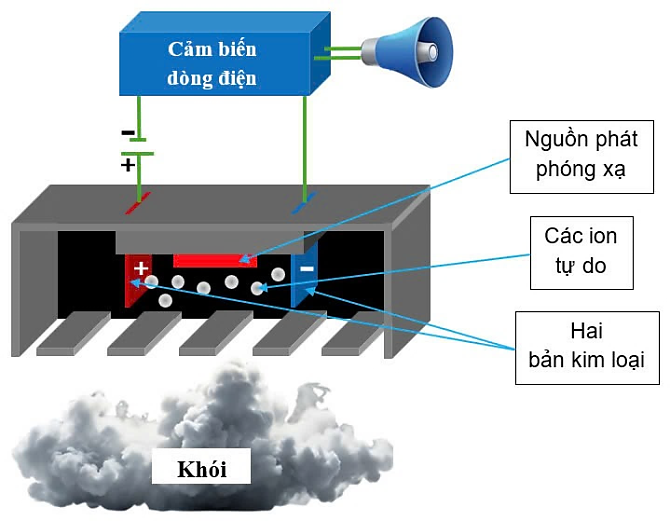 Cảm biến
dòng điện
-
+
Nguồn phát
phóng xạ
Các ion
tự do
+
-
Hai
bản kim loại
Khói